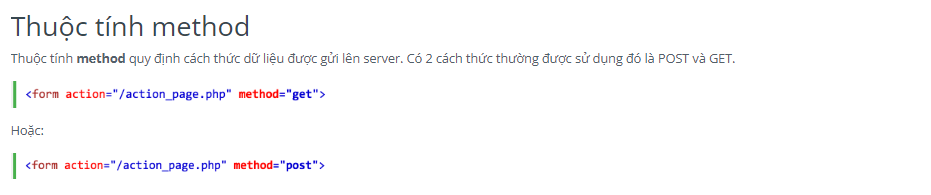 Thuộc tính method
Thuộc tính method quy định cách thức dữ liệu được gửi lên server. Có 2 cách thức thường được sử dụng đó là POST và GET.
<form action="/action_page.php" method="get">
Hoặc:
<form action="/action_page.php" method="post">